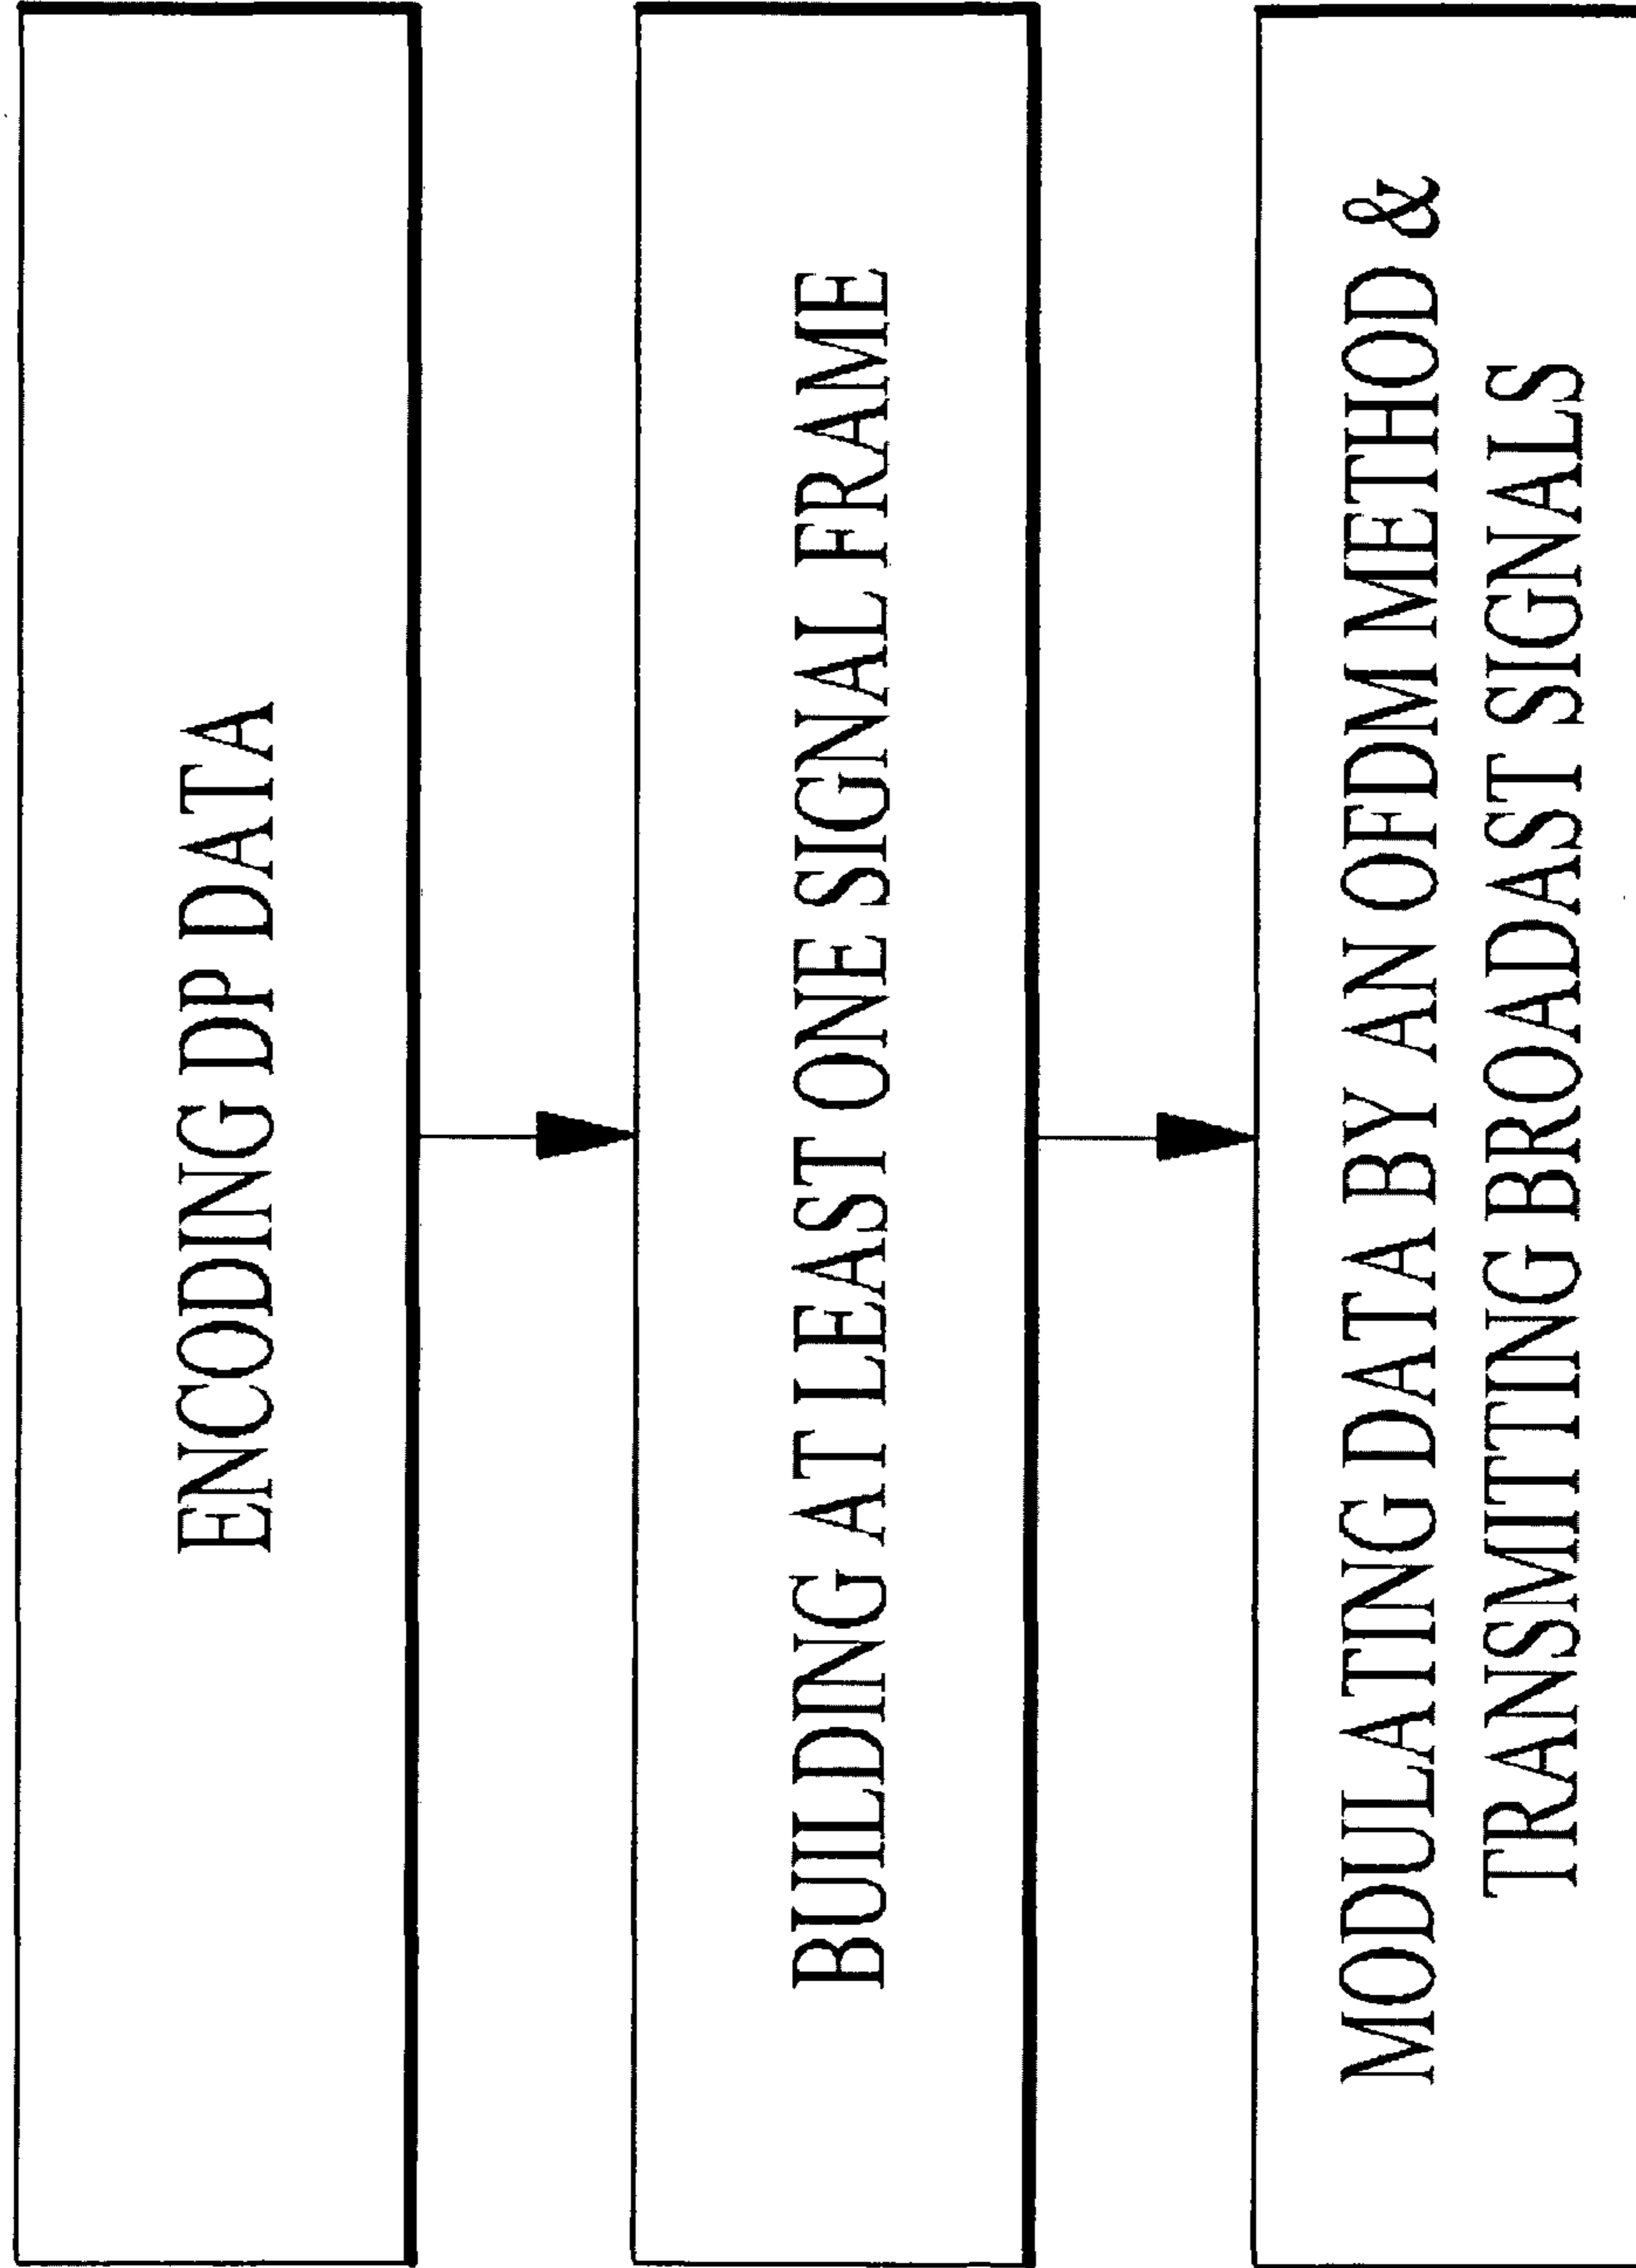 ENCODING DP DATA
BUILDING AT LEAST ONE SIGNAL FRAME
MODULATING DATA BY AN OFDM METHOD &
TRANSMITTING BROADAST SIGNALS